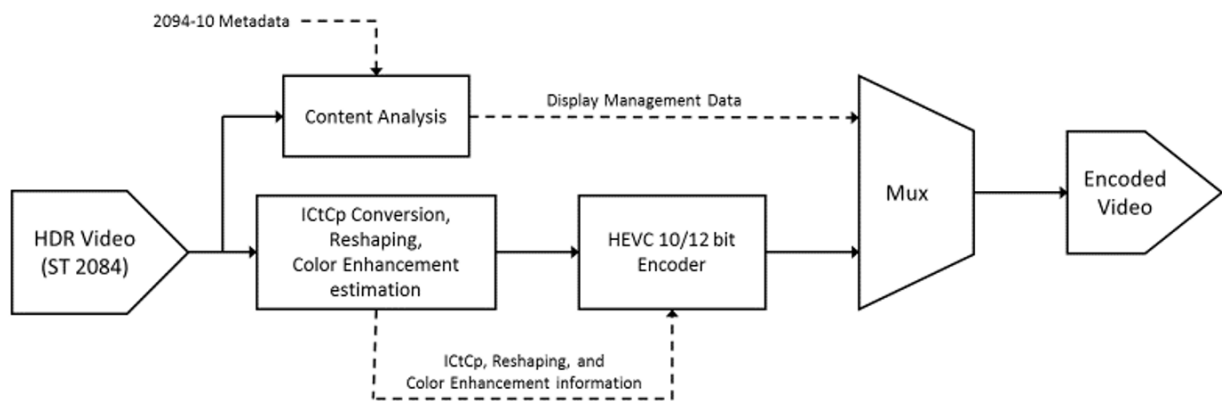 2094-10 Metadata
Content Analysis
Display Management Data
Mux
Encoded
Video
HDR Video
(ST 2084)
ICtCp Conversion,
Reshaping,
Color Enhancement
estimation
HEVC 10/12 bit
Encoder
ICtCp, Reshaping, and
Color Enhancement information